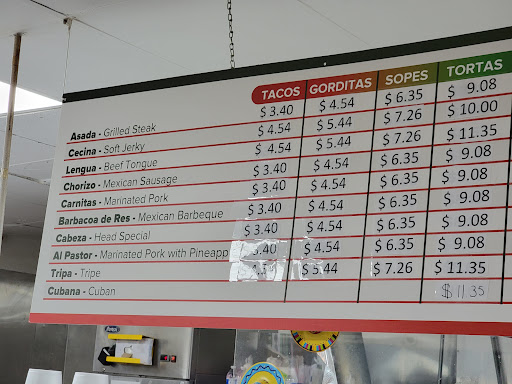 TACOS GORDITAS SOPES TORTAS
Asada - Grilled Steak $ 3.40 $ 4.54 $ 6.35 $ 9.08
Cecina - Soft Jerky $ 4.54 $ 5.44 $ 7.26 $ 10.00
Lengua - Beef Tongue $ 4.54 $ 5.44 $ 7.26 $ 11.35
Chorizo - Mexican Sausage $ 3.40 $ 4.54 $ 6.35 $ 9.08
Carnitas - Marinated Pork $ 3.40 $ 4.54 $ 6.35 $ 9.08
Barbacoa de Res - Mexican Barbeque $ 3.40 $ 4.54 $ 6.35 $ 9.08
Cabeza - Head Special $ 3.40 $ 4.54 $ 6.35 $ 9.08
Al Pastor - Marinated Pork with Pineapp 3.40 $ 4.54 $ 6.35 $ 9.08
Tripa - Tripe $ 5.44 $ 7.26 $ 11.35
Cubana - Cuban $ 11.35